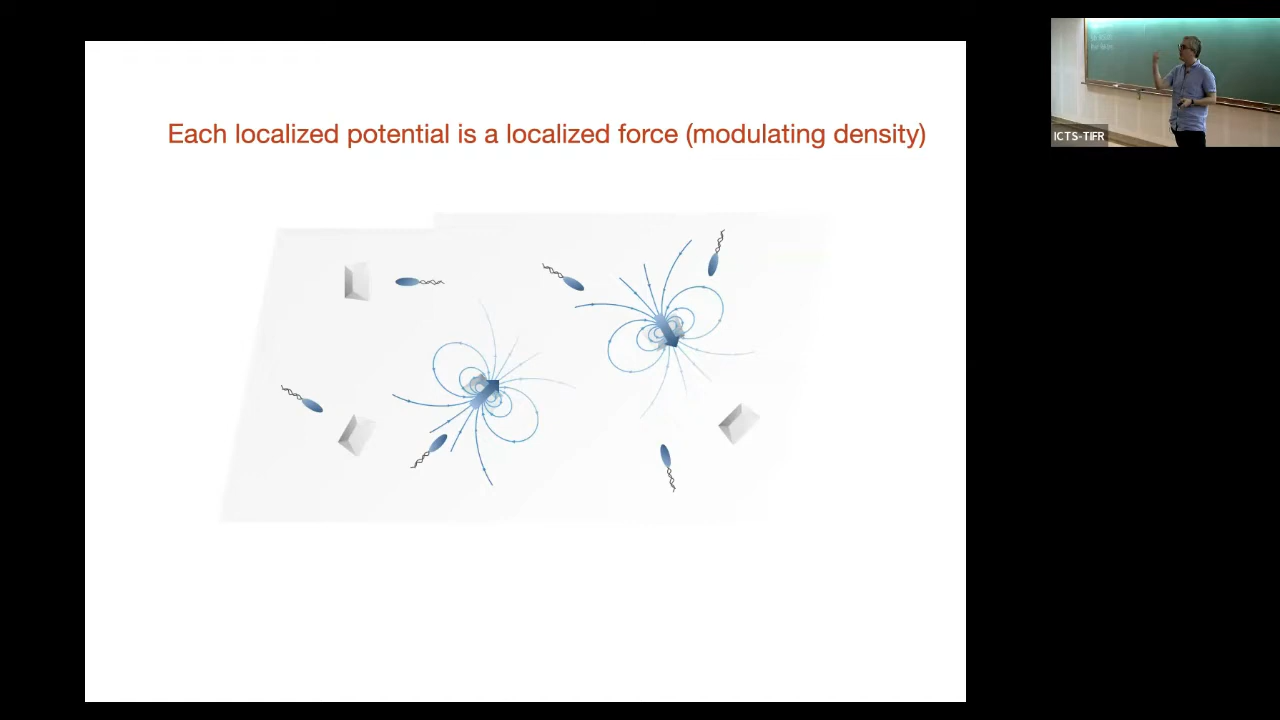 Each localized potential is a localized force (modulating density)
ICTS-TIFR